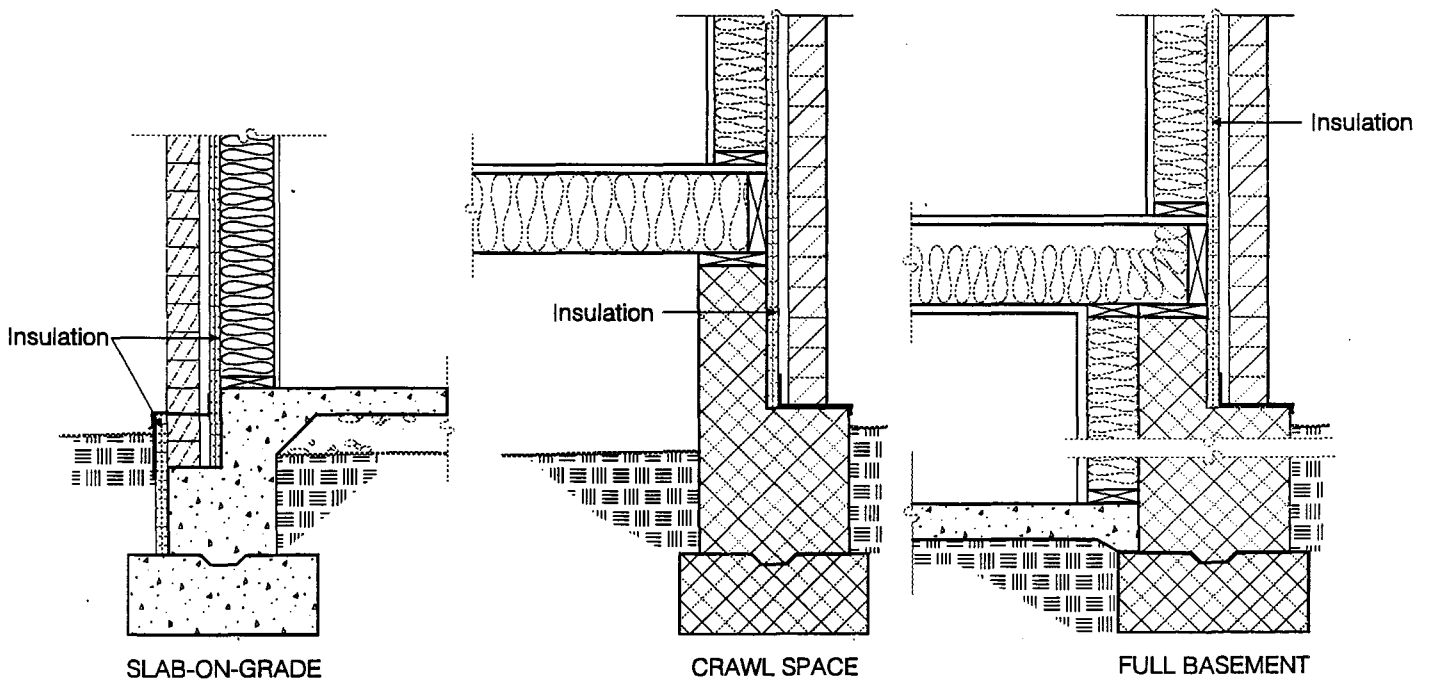 Insulation
Insulation
Insulation
SLAB-ON-GRADE
CRAWL SPACE
FULL BASEMENT